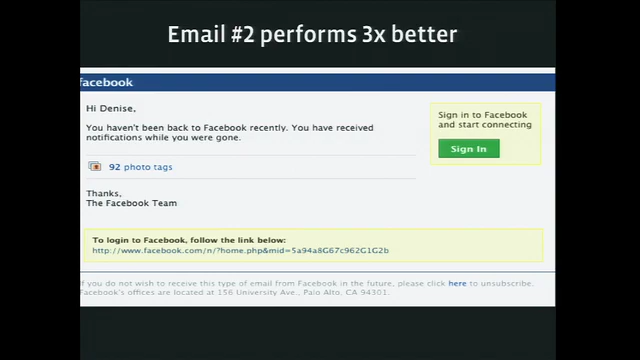 Email #2 performs 3x better
facebook
Hi Denise,
You haven't been back to Facebook recently. You have received
notifications while you were gone.
92 photo tags
Thanks,
The Facebook Team
Sign in to Facebook
and start connecting
Sign In
To login to Facebook, follow the link below:
http://www.facebook.com/n/?home.php&mid=5a94a8G67c962G1G2b
If you do not wish to receive this type of email from Facebook in the future, please click here to unsubscribe.
Facebook's offices are located at 156 University Ave., Palo Alto, CA 94301.